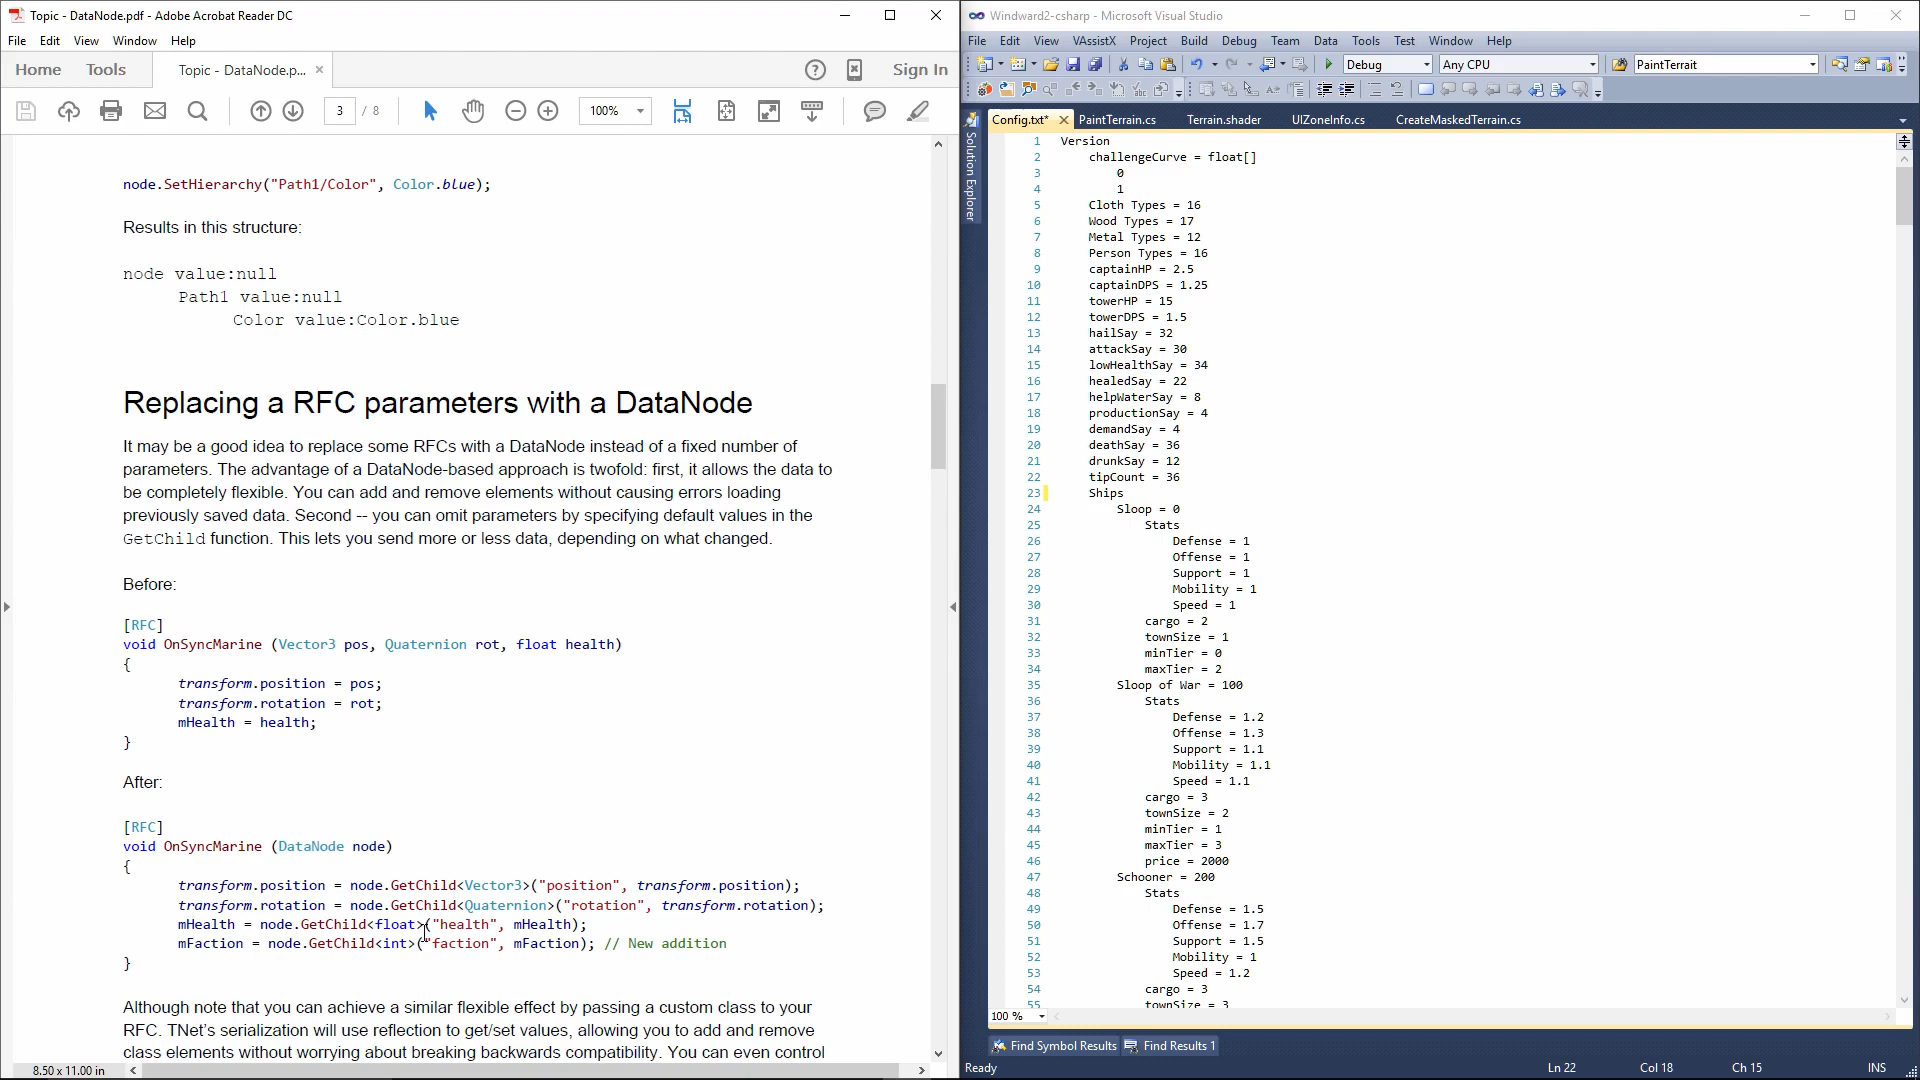 Topic - DataNode.pdf - Adobe Acrobat Reader DC
File Edit View Window Help
Home Tools Topic - DataNode.p... × Sign In
3 / 8 100%
node.SetHierarchy("Path1/Color", Color.blue);
Results in this structure:
node value:null
Path1 value:null
Color value:Color.blue
Replacing a RFC parameters with a DataNode
It may be a good idea to replace some RFCs with a DataNode instead of a fixed number of
parameters. The advantage of a DataNode-based approach is twofold: first, it allows the data to
be completely flexible. You can add and remove elements without causing errors loading
previously saved data. Second -- you can omit parameters by specifying default values in the
GetChild function. This lets you send more or less data, depending on what changed.
Before:
[RFC]
void OnSyncMarine (Vector3 pos, Quaternion rot, float health)
{
transform.position = pos;
transform.rotation = rot;
mHealth = health;
}
After:
[RFC]
void OnSyncMarine (DataNode node)
{
transform.position = node.GetChild<Vector3>("position", transform.position);
transform.rotation = node.GetChild<Quaternion>("rotation", transform.rotation);
mHealth = node.GetChild<float>("health", mHealth);
mFaction = node.GetChild<int>("faction", mFaction); // New addition
}
Although note that you can achieve a similar flexible effect by passing a custom class to your
RFC. TNet's serialization will use reflection to get/set values, allowing you to add and remove
class elements without worrying about breaking backwards compatibility. You can even control
8.50 x 11.00 in
Windward2-csharp - Microsoft Visual Studio
File Edit View VAssistX Project Build Debug Team Data Tools Test Window Help
Debug Any CPU PaintTerrait
Solution Explorer
Config.txt* × PaintTerrain.cs Terrain.shader UIZoneInfo.cs CreateMaskedTerrain.cs
1 Version
2 challengeCurve = float[]
3 0
4 1
5 Cloth Types = 16
6 Wood Types = 17
7 Metal Types = 12
8 Person Types = 16
9 captainHP = 2.5
10 captainDPS = 1.25
11 towerHP = 15
12 towerDPS = 1.5
13 hailSay = 32
14 attackSay = 30
15 lowHealthSay = 34
16 healedSay = 22
17 helpWaterSay = 8
18 productionSay = 4
19 demandSay = 4
20 deathSay = 36
21 drunkSay = 12
22 tipCount = 36
23 Ships
24 Sloop = 0
25 Stats
26 Defense = 1
27 Offense = 1
28 Support = 1
29 Mobility = 1
30 Speed = 1
31 cargo = 2
32 townSize = 1
33 minTier = 0
34 maxTier = 2
35 Sloop of War = 100
36 Stats
37 Defense = 1.2
38 Offense = 1.3
39 Support = 1.1
40 Mobility = 1.1
41 Speed = 1.1
42 cargo = 3
43 townSize = 2
44 minTier = 1
45 maxTier = 3
46 price = 2000
47 Schooner = 200
48 Stats
49 Defense = 1.5
50 Offense = 1.7
51 Support = 1.5
52 Mobility = 1
53 Speed = 1.2
54 cargo = 3
55 townSize = 3
100 %
Find Symbol Results Find Results 1
Ready Ln 22 Col 18 Ch 15 INS